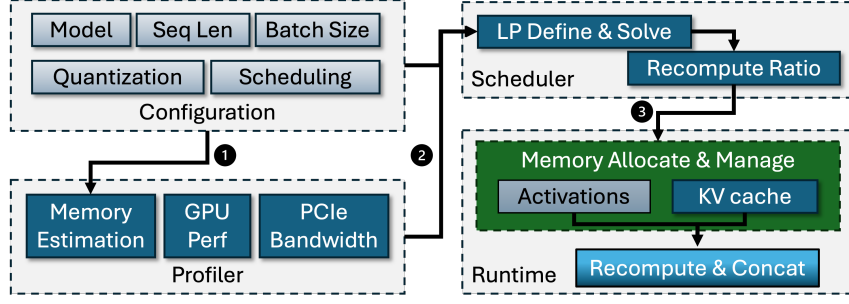 Model
Seq Len
Batch Size
Quantization
Scheduling
Configuration
1
Memory
Estimation
GPU
Perf
PCIe
Bandwidth
Profiler
2
LP Define & Solve
Recompute Ratio
Scheduler
3
Memory Allocate & Manage
Activations
KV cache
Recompute & Concat
Runtime